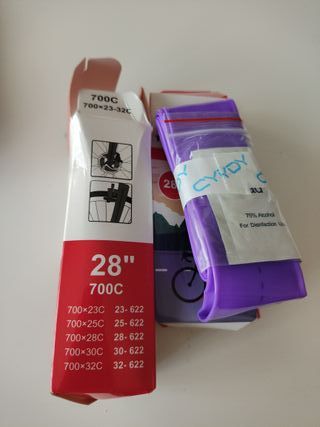 700C
700×23-32C
28"
700C
700×23C 23-622
700×25C 25-622
700×28C 28-622
700×30C 30-622
700×32C 32-622
28
CYKDY
75% Alcohol
For Disinfection